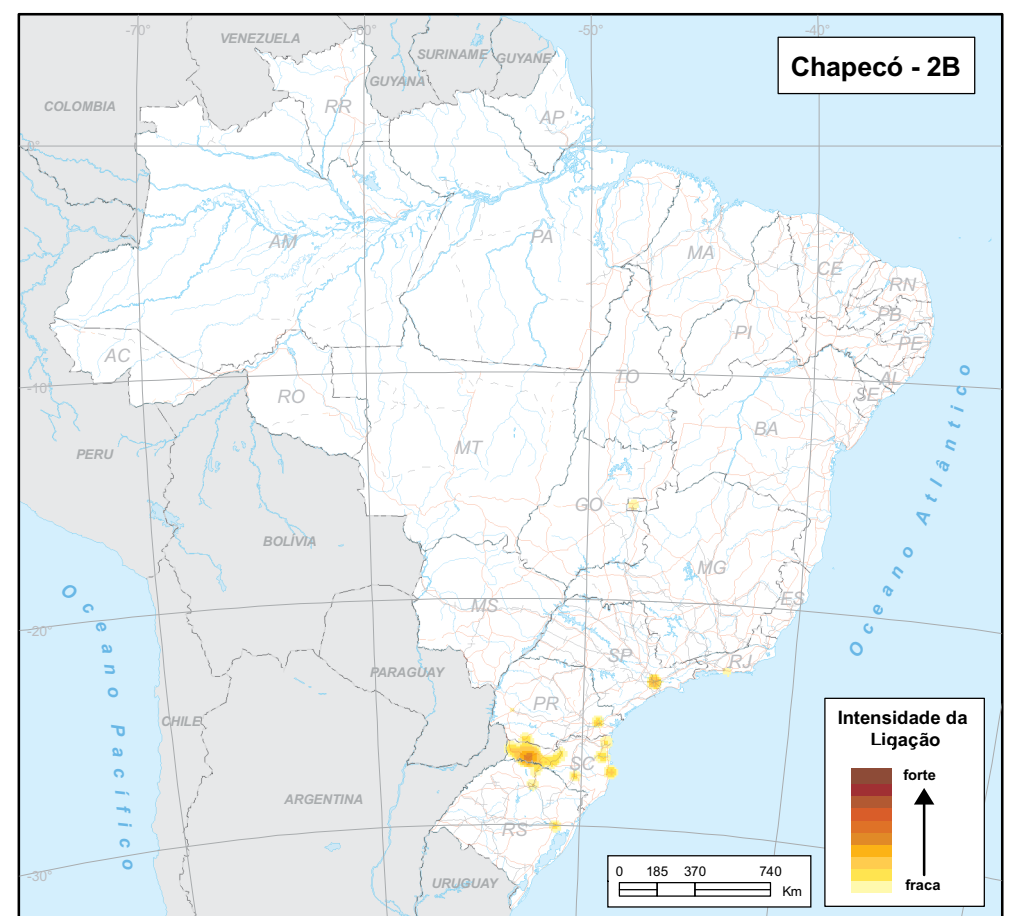 -70°
-60°
-50°
-40°
VENEZUELA
SURINAME
GUYANE
Chapecó - 2B
GUYANA
COLOMBIA
RR
AP
0°
AM
PA
MA
CE
RN
PB
PI
PE
AC
TO
AL
-10°
RO
SE
BA
MT
PERU
GO
BOLÍVIA
MG
ES
MS
-20°
SP
RJ
PARAGUAY
PR
CHILE
SC
ARGENTINA
RS
URUGUAY
-30°
Oceano Atlântico
Oceano Pacífico
Intensidade da
Ligação
forte
fraca
0 185 370 740
Km